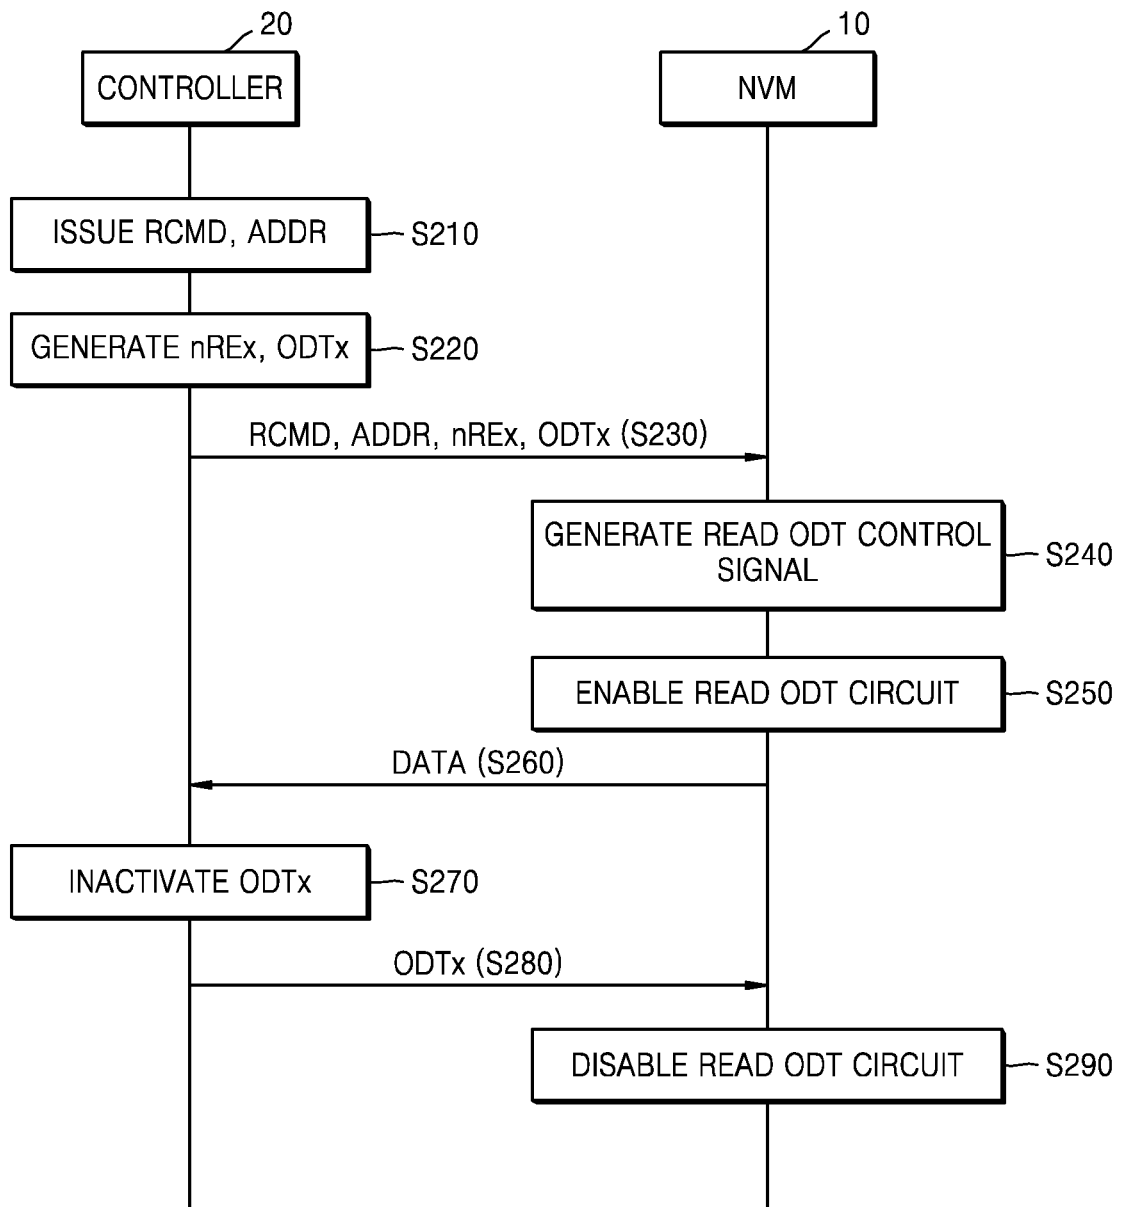 20
10
CONTROLLER
NVM
ISSUE RCMD, ADDR
S210
GENERATE nREx, ODTx
S220
RCMD, ADDR, nREx, ODTx (S230)
GENERATE READ ODT CONTROL
SIGNAL
S240
ENABLE READ ODT CIRCUIT
S250
DATA (S260)
INACTIVATE ODTx
S270
ODTx (S280)
DISABLE READ ODT CIRCUIT
S290